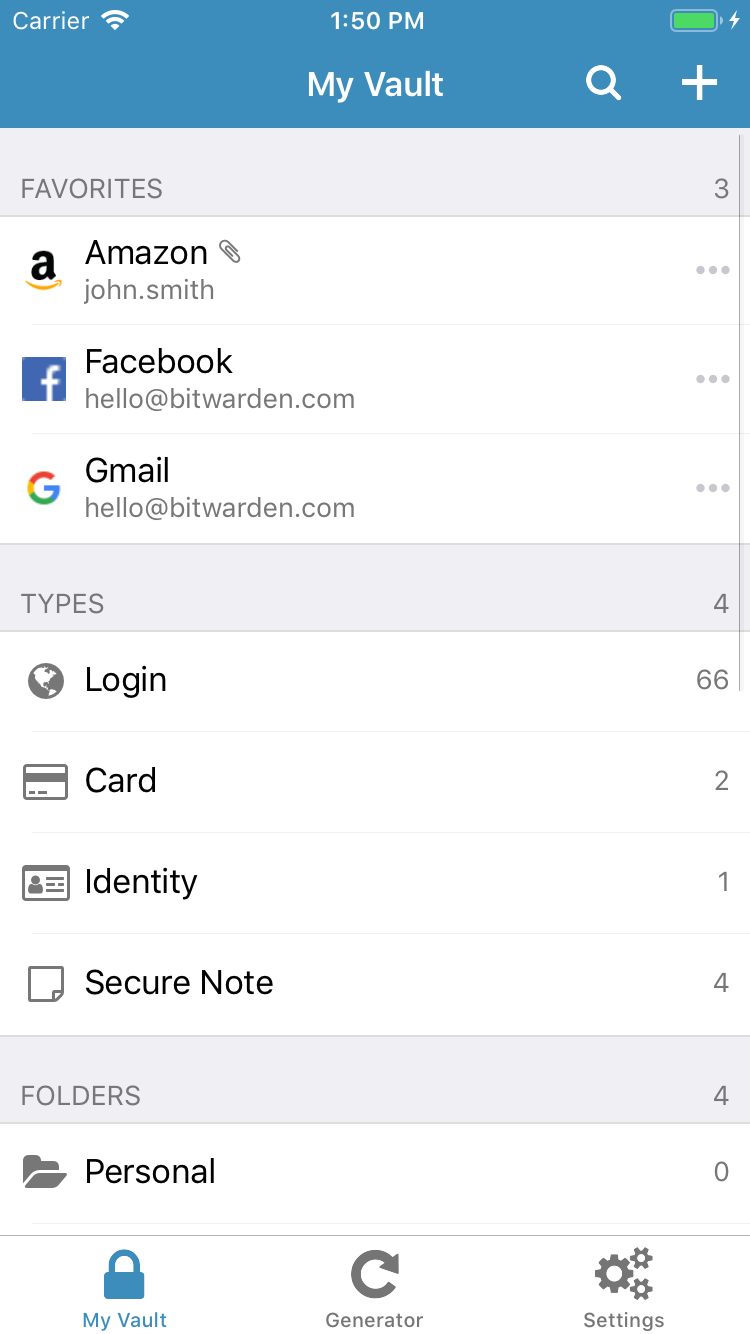 Carrier 1:50 PM
My Vault
FAVORITES 3
Amazon
john.smith
Facebook
hello@bitwarden.com
Gmail
hello@bitwarden.com
TYPES 4
Login 66
Card 2
Identity 1
Secure Note 4
FOLDERS 4
Personal 0
My Vault Generator Settings